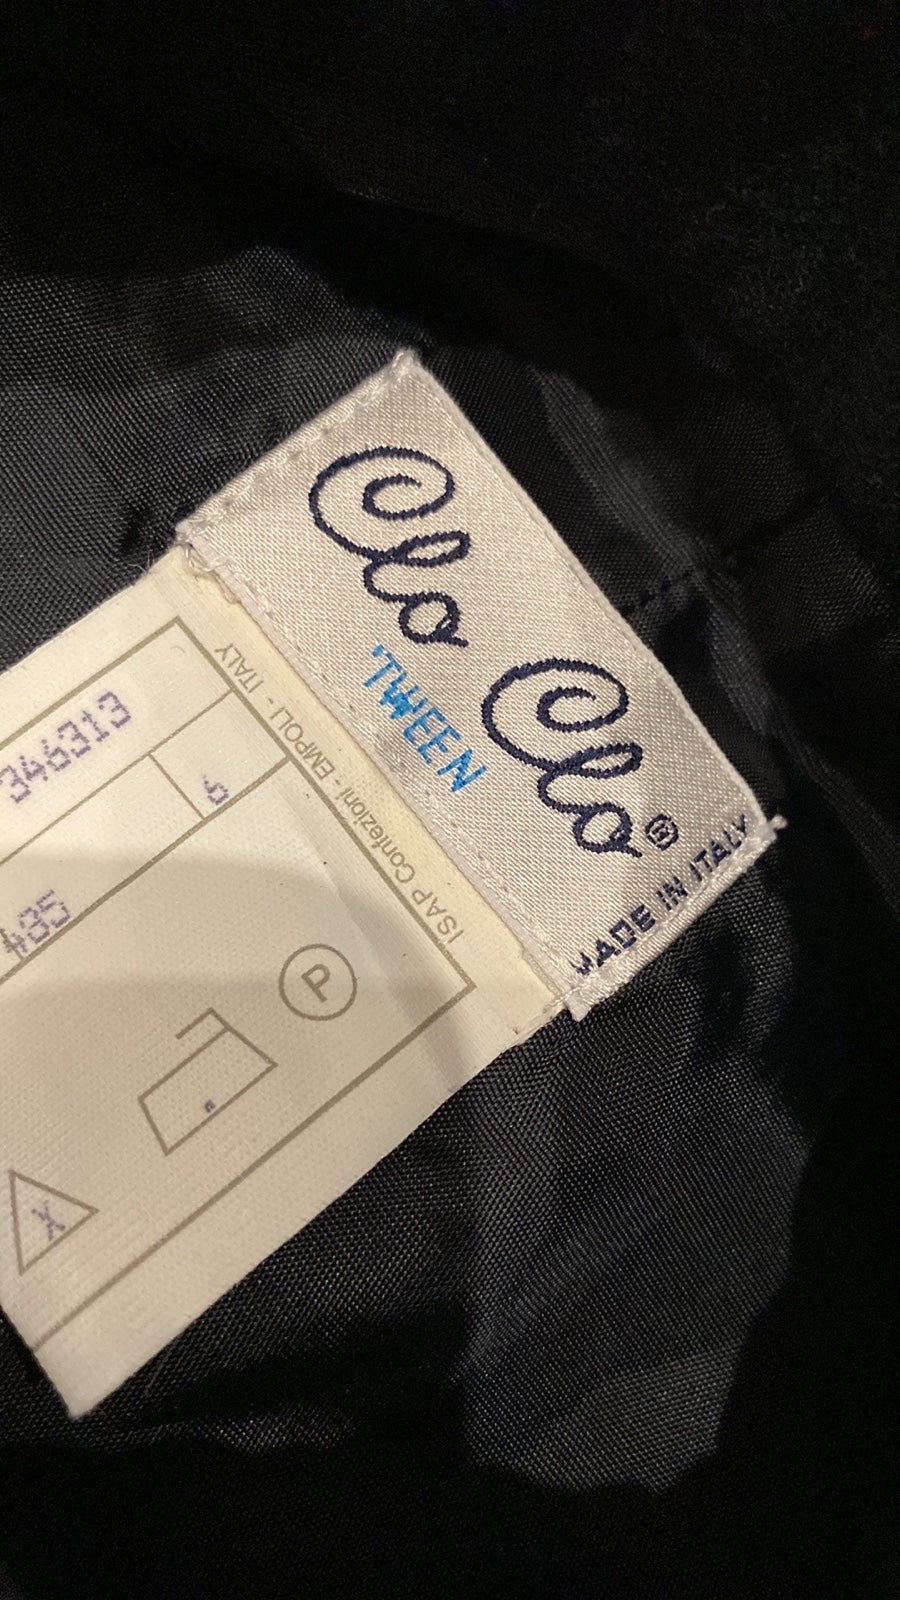 Clo Clo ®
'TWEEN
MADE IN ITALY
ISAP Confezioni - EMPOLI - ITALY
346313
485
P
X